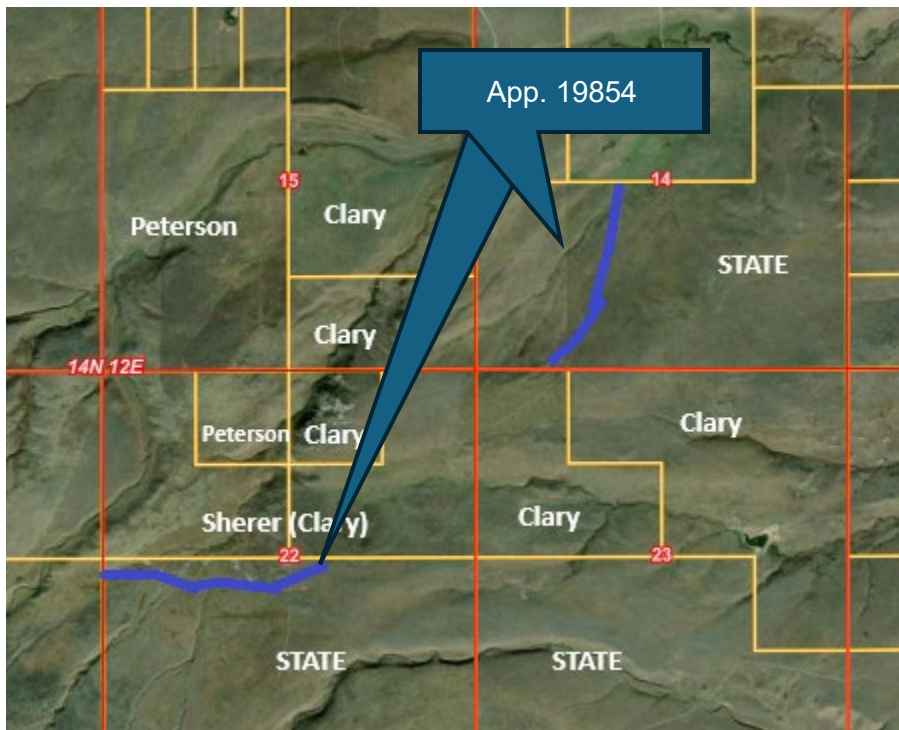 App. 19854
15
14
Clary
Peterson
STATE
Clary
14N 12E
Peterson
Clary
Clary
Sherer (Clary)
Clary
22
23
STATE
STATE